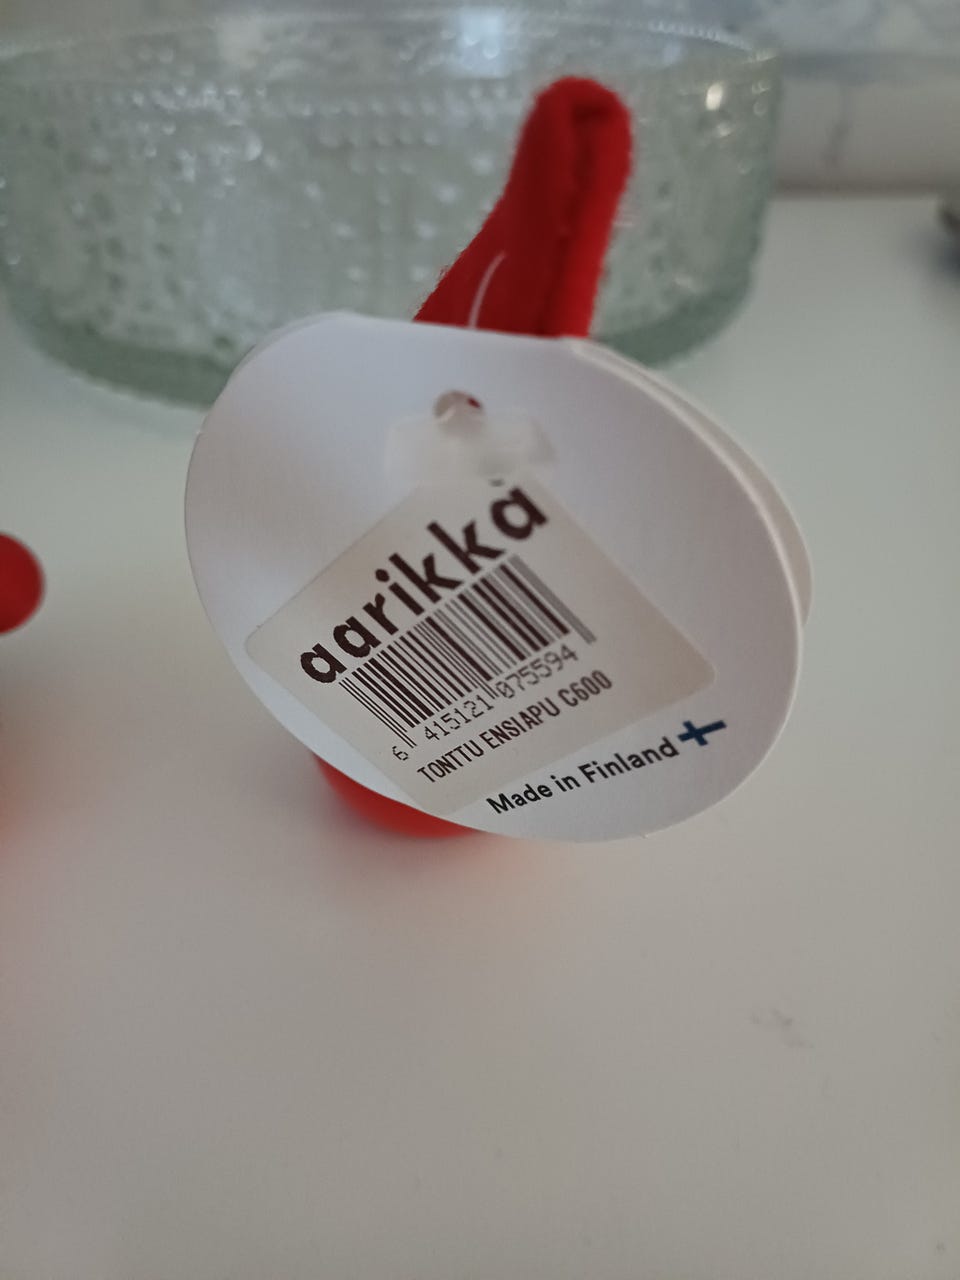 aarikka
6 415121 075594
TONTTU ENSIAPU C600
Made in Finland